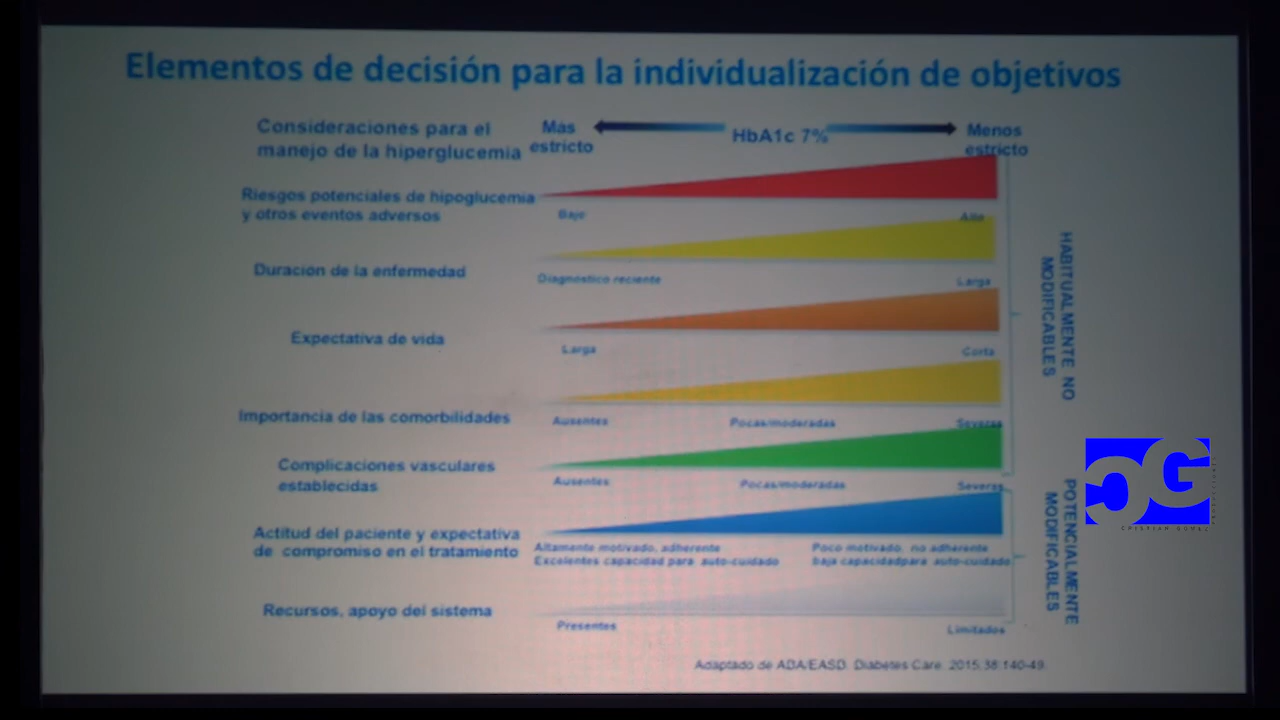 Elementos de decisión para la individualización de objetivos
Consideraciones para el
manejo de la hiperglucemia
Más
estricto
HbA1c 7%
Menos
estricto
Riesgos potenciales de hipoglucemia
y otros eventos adversos
Bajo
Alto
Duración de la enfermedad
Diagnóstico reciente
Larga
Expectativa de vida
Larga
Corta
Importancia de las comorbilidades
Ausentes
Pocas/moderadas
Severas
Complicaciones vasculares
establecidas
Ausentes
Pocas/moderadas
Severas
Actitud del paciente y expectativa
de compromiso en el tratamiento
Altamente motivado, adherente
Excelentes capacidad para auto-cuidado
Poco motivado, no adherente
baja capacidadpara auto-cuidado
Recursos, apoyo del sistema
Presentes
Limitados
HABITUALMENTE NO
MODIFICABLES
POTENCIALMENTE
MODIFICABLES
CG
CRISTIAN GOMEZ
Adaptado de ADA/EASD. Diabetes Care. 2015;38:140-49